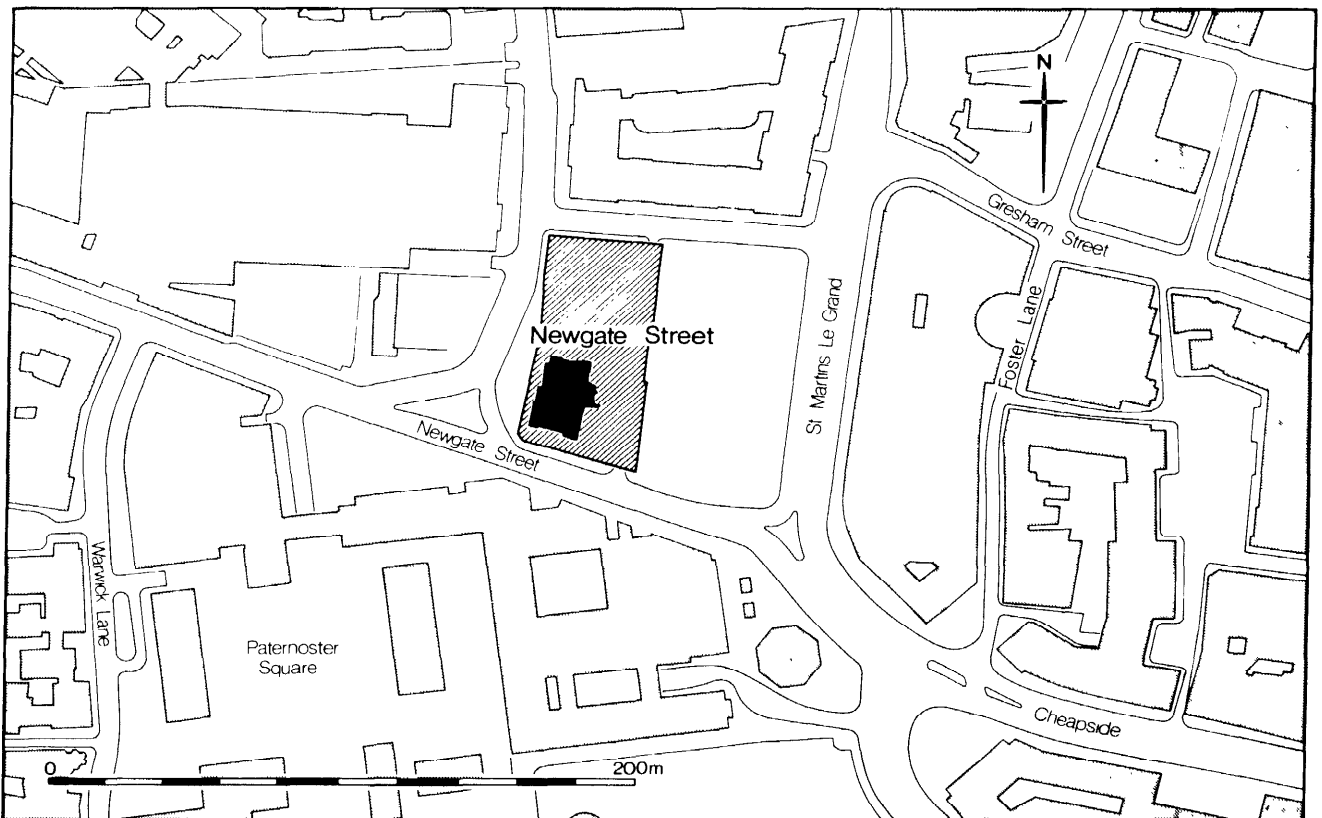 N
Gresham Street
Foster Lane
St Martins Le Grand
Newgate Street
Newgate Street
Warwick Lane
Paternoster
Square
Cheapside
0 200m